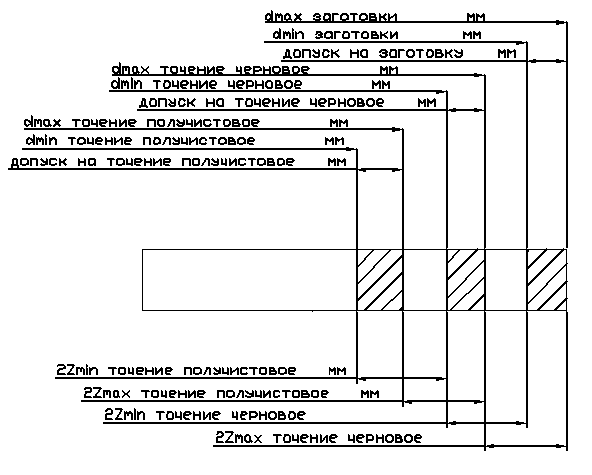 dmax заготовки мм
dmin заготовки мм
допуск на заготовку мм
dmax точение черновое мм
dmin точение черновое мм
допуск на точение черновое мм
dmax точение получистовое мм
dmin точение получистовое мм
допуск на точение получистовое мм
2Zmin точение получистовое мм
2Zmax точение получистовое мм
2Zmin точение черновое
2Zmax точение черновое